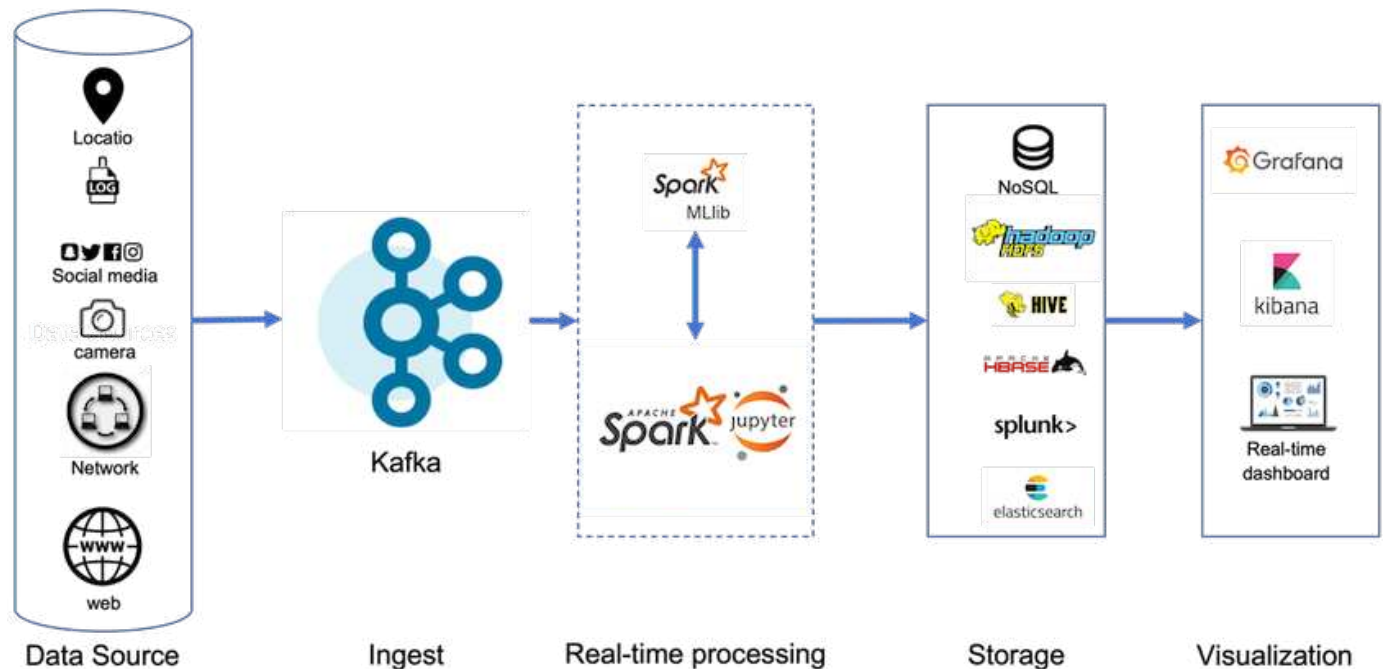 Locatio
LOG
Social media
camera
Network
WWW
web
Data Source
Kafka
Ingest
Spark
MLlib
APACHE
Spark
jupyter
Real-time processing
NoSQL
hadoop
HDFS
HIVE
APACHE
HBASE
splunk>
elasticsearch
Storage
Grafana
kibana
Real-time
dashboard
Visualization